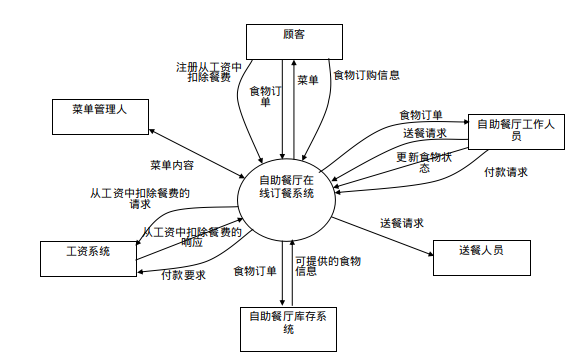 顾客
注册从工资中
扣除餐费
食物订
单
菜单
食物订购信息
菜单管理人
食物订单
自助餐厅工作人
员
送餐请求
更新食物状
态
付款请求
菜单内容
自助餐厅在
线订餐系统
从工资中扣除餐费的
请求
从工资中扣除餐费的
响应
送餐请求
工资系统
送餐人员
付款要求
食物订单
可提供的食物
信息
自助餐厅库存系
统